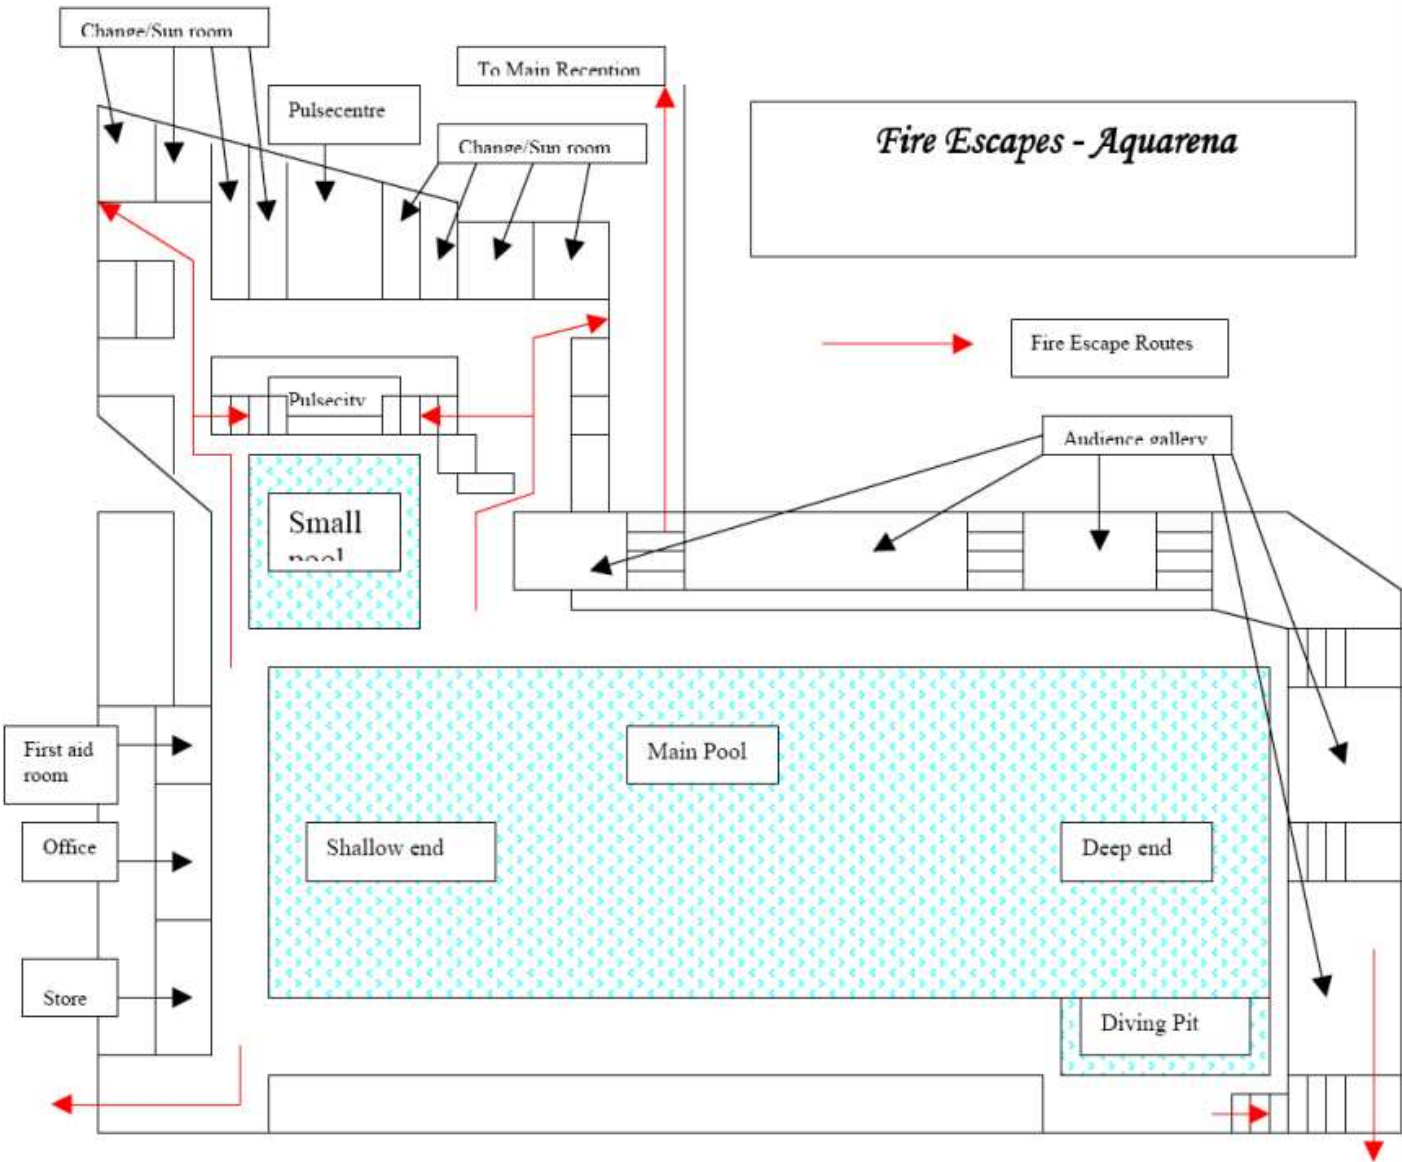 Change/Sun room
To Main Reception
Pulsecentre
Change/Sun room
Fire Escapes - Aquarena
Fire Escape Routes
Pulsecity
Audience gallery
Small
pool
First aid
room
Main Pool
Office
Shallow end
Deep end
Store
Diving Pit